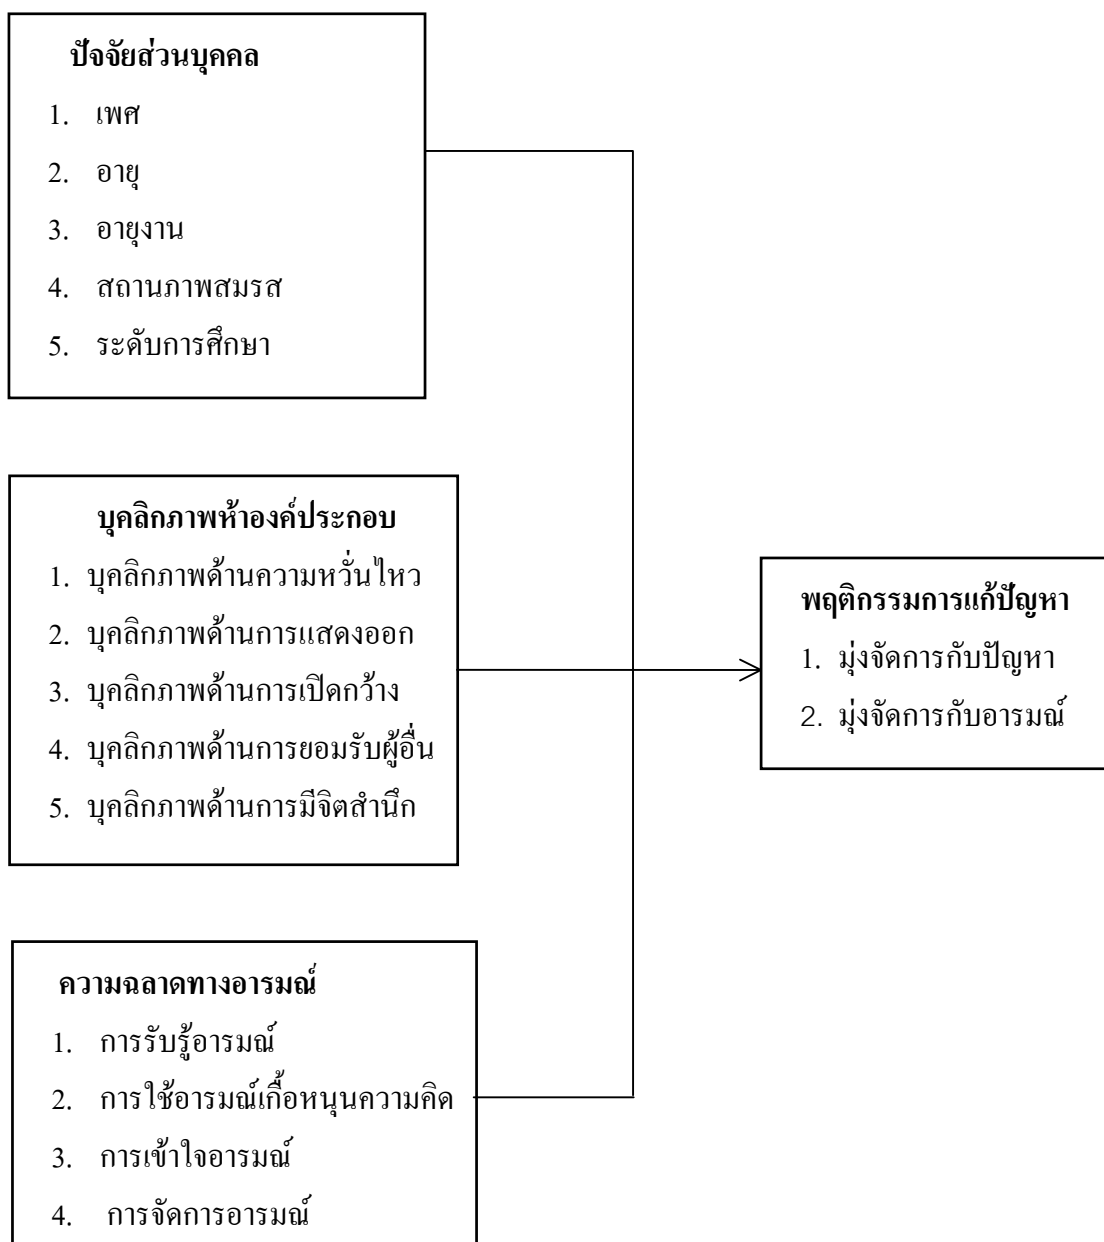 ปัจจัยส่วนบุคคล
1. เพศ
2. อายุ
3. อายุงาน
4. สถานภาพสมรส
5. ระดับการศึกษา
บุคลิกภาพห้าองค์ประกอบ
1. บุคลิกภาพด้านความหวั่นไหว
2. บุคลิกภาพด้านการแสดงออก
3. บุคลิกภาพด้านการเปิดกว้าง
4. บุคลิกภาพด้านการยอมรับผู้อื่น
5. บุคลิกภาพด้านการมีจิตสำนึก
พฤติกรรมการแก้ปัญหา
1. มุ่งจัดการกับปัญหา
2. มุ่งจัดการกับอารมณ์
ความฉลาดทางอารมณ์
1. การรับรู้อารมณ์
2. การใช้อารมณ์เกื้อหนุนความคิด
3. การเข้าใจอารมณ์
4. การจัดการอารมณ์